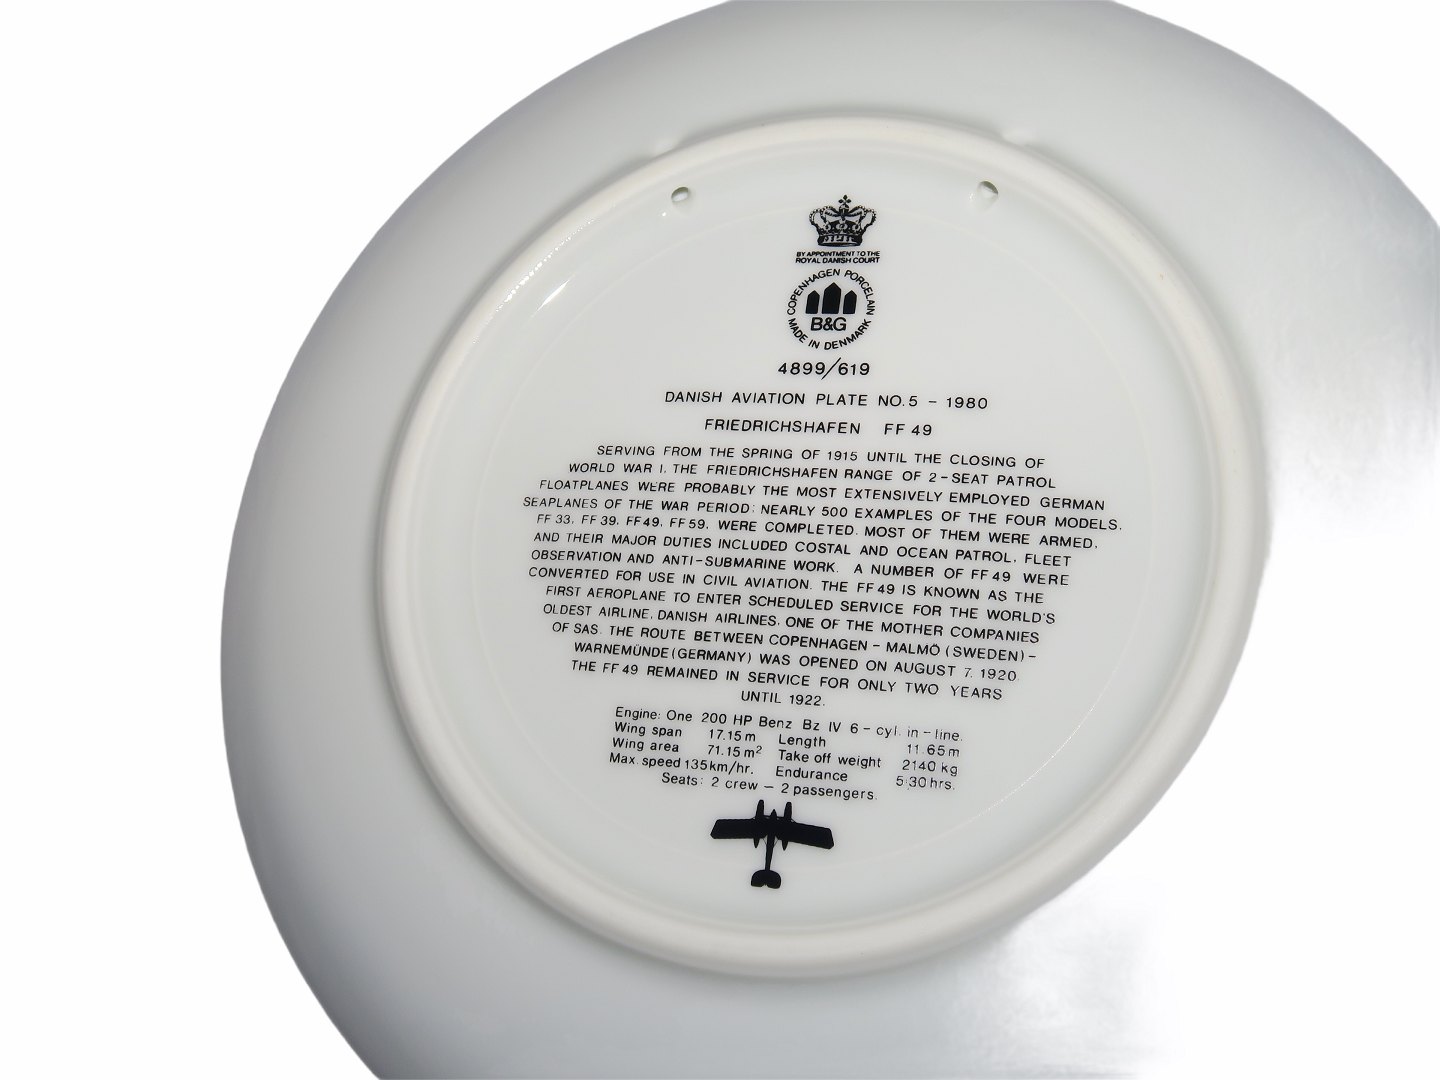 BY APPOINTMENT TO THE
ROYAL DANISH COURT
COPENHAGEN PORCELAIN
B&G
MADE IN DENMARK
4899/619
DANISH AVIATION PLATE NO. 5 - 1980
FRIEDRICHSHAFEN FF 49
SERVING FROM THE SPRING OF 1915 UNTIL THE CLOSING OF
WORLD WAR I, THE FRIEDRICHSHAFEN RANGE OF 2-SEAT PATROL
FLOATPLANES WERE PROBABLY THE MOST EXTENSIVELY EMPLOYED GERMAN
SEAPLANES OF THE WAR PERIOD; NEARLY 500 EXAMPLES OF THE FOUR MODELS,
FF 33, FF 39, FF49, FF 59, WERE COMPLETED. MOST OF THEM WERE ARMED,
AND THEIR MAJOR DUTIES INCLUDED COSTAL AND OCEAN PATROL, FLEET
OBSERVATION AND ANTI-SUBMARINE WORK. A NUMBER OF FF49 WERE
CONVERTED FOR USE IN CIVIL AVIATION. THE FF49 IS KNOWN AS THE
FIRST AEROPLANE TO ENTER SCHEDULED SERVICE FOR THE WORLD'S
OLDEST AIRLINE, DANISH AIRLINES, ONE OF THE MOTHER COMPANIES
OF SAS. THE ROUTE BETWEEN COPENHAGEN - MALMÖ (SWEDEN) -
WARNEMÜNDE (GERMANY) WAS OPENED ON AUGUST 7. 1920.
THE FF 49 REMAINED IN SERVICE FOR ONLY TWO YEARS
UNTIL 1922.
Engine: One 200 HP Benz Bz IV 6-cyl. in-line.
Wing span 17.15 m Length 11.65 m
Wing area 71.15 m² Take off weight 2140 kg
Max. speed 135km/hr. Endurance 5:30 hrs.
Seats: 2 crew - 2 passengers.